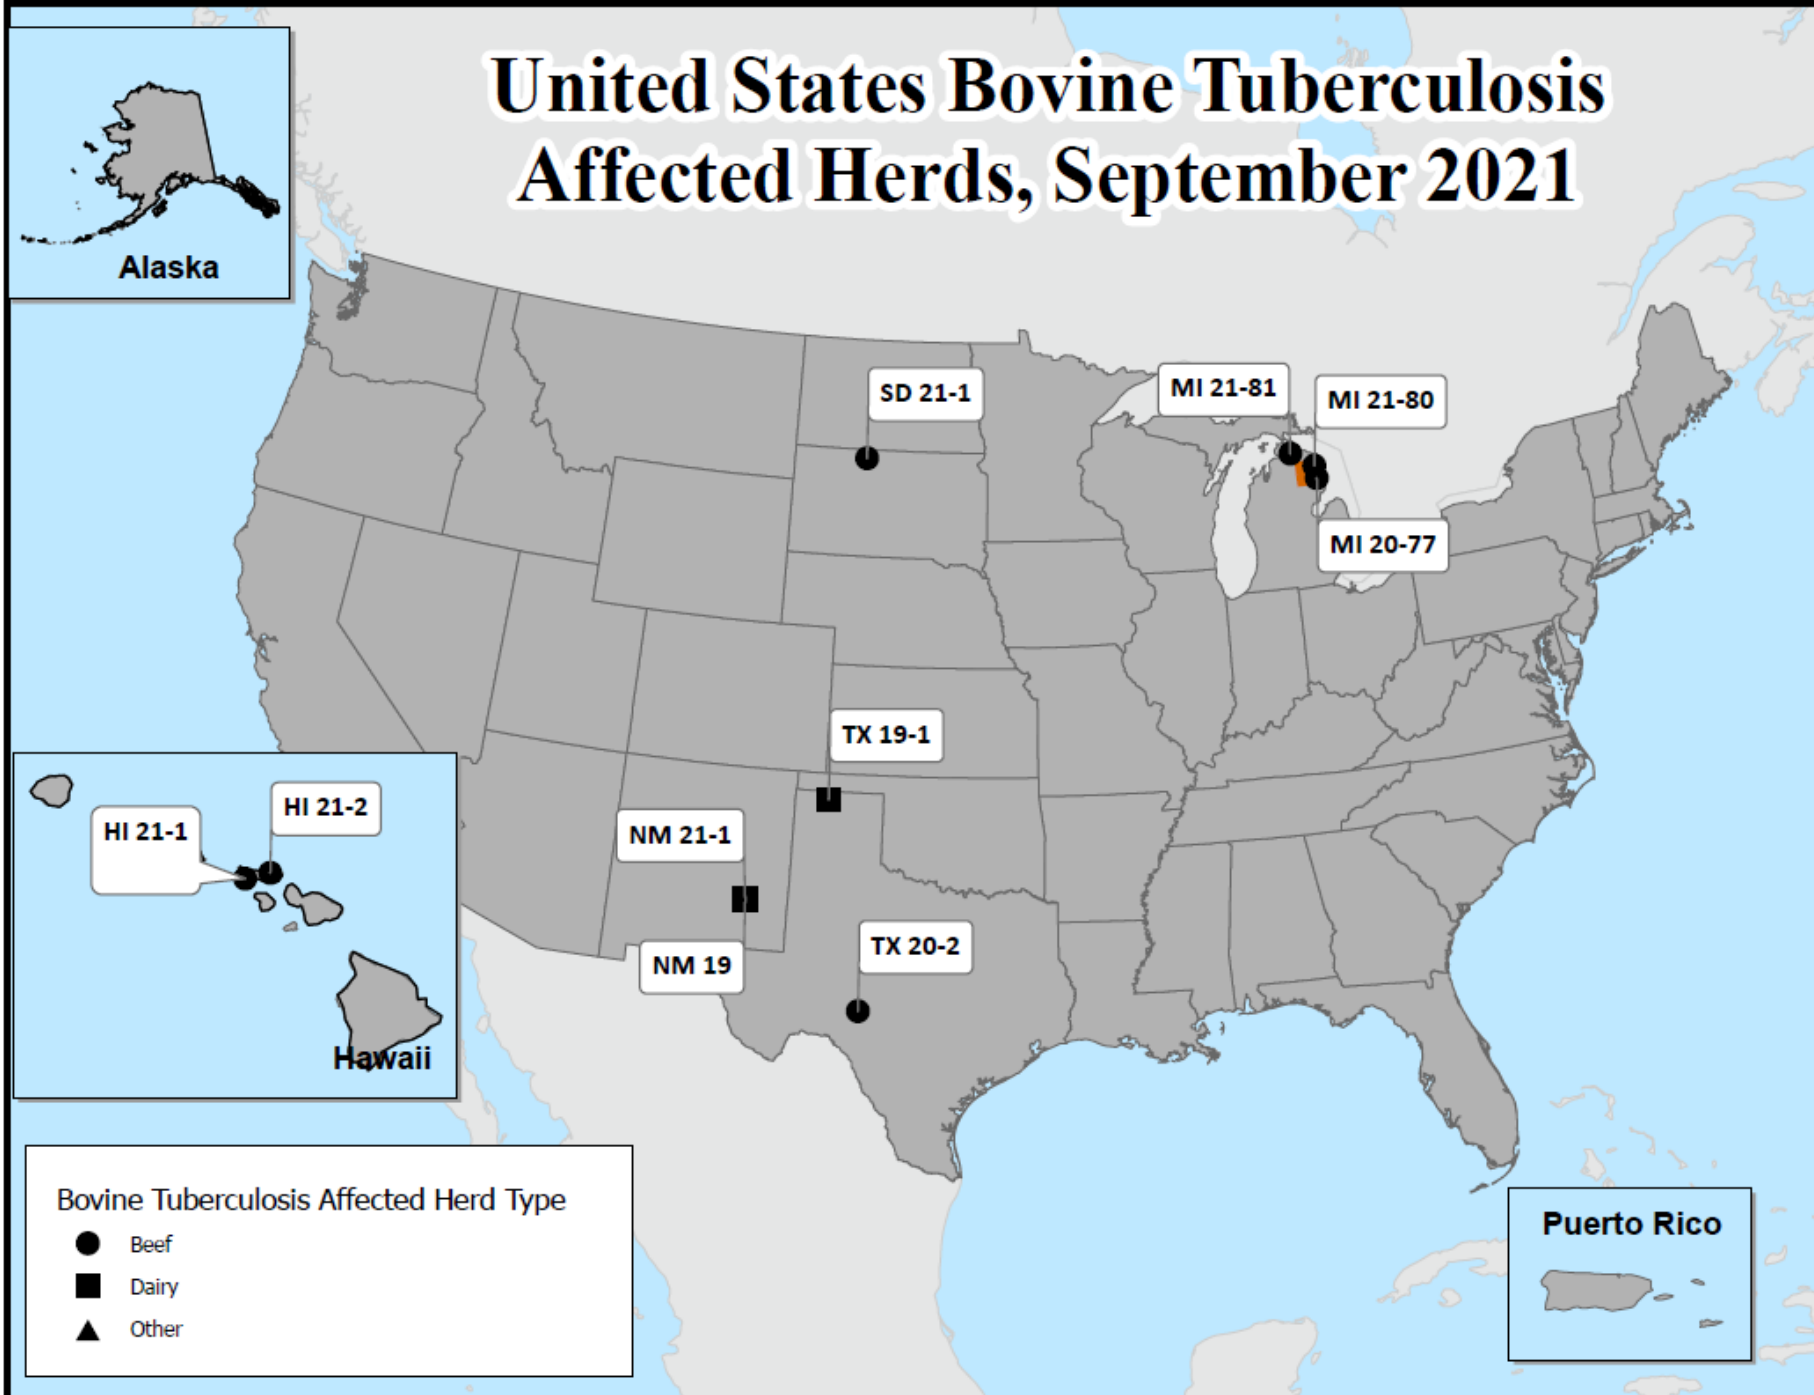 United States Bovine Tuberculosis
Affected Herds, September 2021
Alaska
SD 21-1
MI 21-81
MI 21-80
MI 20-77
TX 19-1
HI 21-2
HI 21-1
NM 21-1
NM 19
TX 20-2
Hawaii
Bovine Tuberculosis Affected Herd Type
Beef
Dairy
Other
Puerto Rico